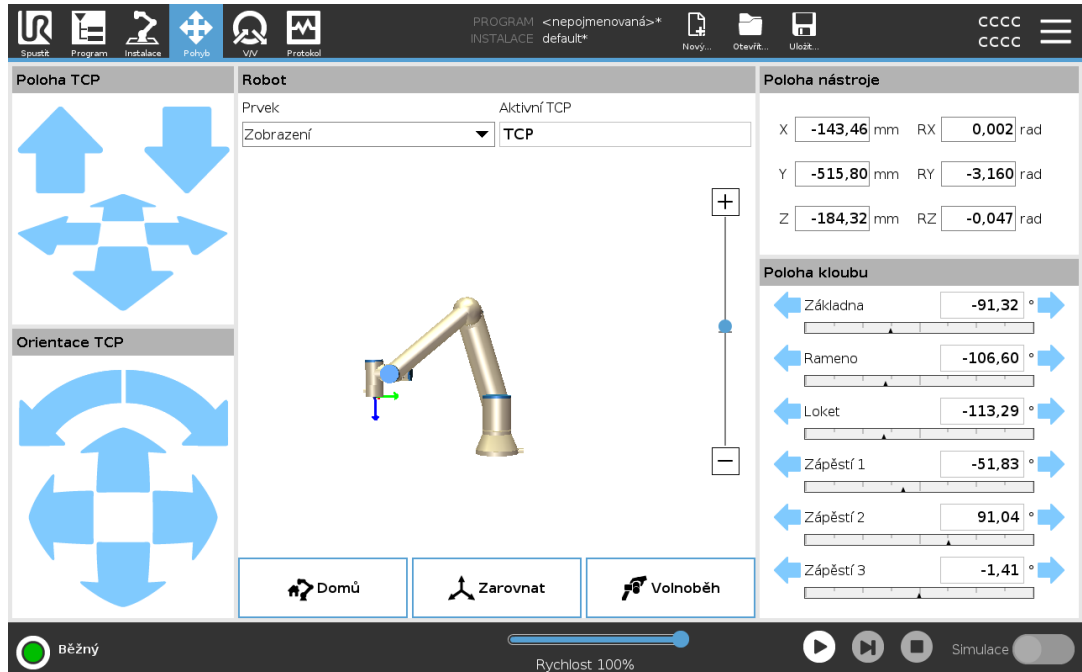 Spustit
Program
Instalace
Pohyb
V/V
Protokol
PROGRAM <nepojmenovaná>*
INSTALACE default*
Nový...
Otevřít...
Uložit...
CCCC
CCCC
Poloha TCP
Orientace TCP
Robot
Prvek
Aktivní TCP
Zobrazení
TCP
+
−
Domů
Zarovnat
Volnoběh
Poloha nástroje
X -143,46 mm RX 0,002 rad
Y -515,80 mm RY -3,160 rad
Z -184,32 mm RZ -0,047 rad
Poloha kloubu
Základna -91,32 °
Rameno -106,60 °
Loket -113,29 °
Zápěstí 1 -51,83 °
Zápěstí 2 91,04 °
Zápěstí 3 -1,41 °
Běžný
Rychlost 100%
Simulace